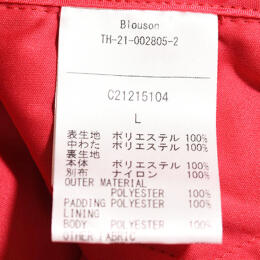 Blouson
TH-21-002805-2
C21215104
L
表生地 ポリエステル 100%
中わた ポリエステル 100%
裏生地
本体 ポリエステル 100%
別布 ナイロン 100%
OUTER MATERIAL
POLYESTER 100%
PADDING POLYESTER 100%
LINING
BODY POLYESTER 100%
OTHER FABRIC